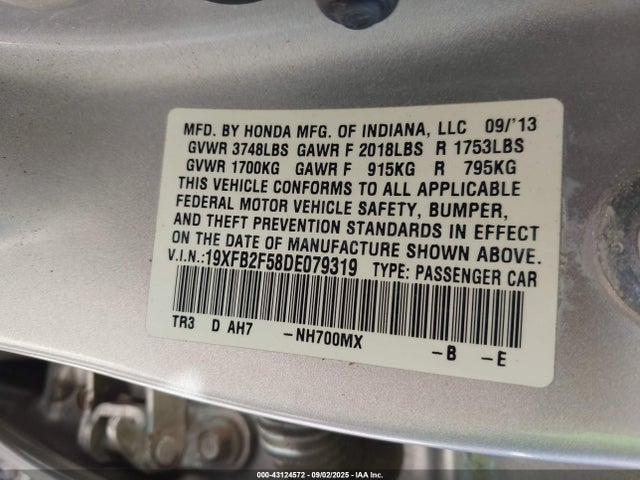 MFD. BY HONDA MFG. OF INDIANA, LLC 09/'13
GVWR 3748LBS GAWR F 2018LBS R 1753LBS
GVWR 1700KG GAWR F 915KG R 795KG
THIS VEHICLE CONFORMS TO ALL APPLICABLE
FEDERAL MOTOR VEHICLE SAFETY, BUMPER,
AND THEFT PREVENTION STANDARDS IN EFFECT
ON THE DATE OF MANUFACTURE SHOWN ABOVE.
V.I.N.:19XFB2F58DE079319 TYPE: PASSENGER CAR
TR3 D AH7 -NH700MX -B -E
000-43124572 - 09/02/2025 - IAA Inc.